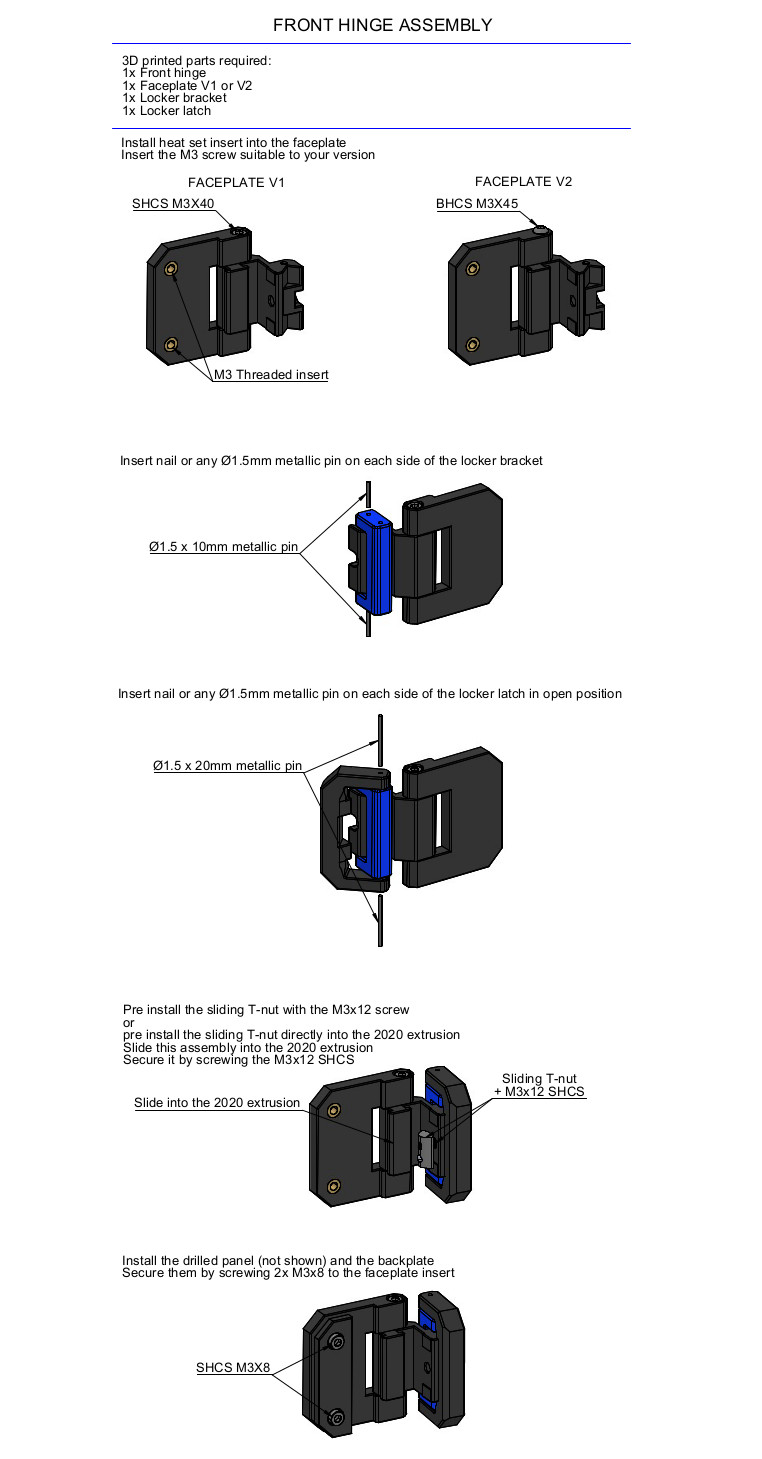 FRONT HINGE ASSEMBLY
3D printed parts required:
1x Front hinge
1x Faceplate V1 or V2
1x Locker bracket
1x Locker latch
Install heat set insert into the faceplate
Insert the M3 screw suitable to your version
FACEPLATE V1
FACEPLATE V2
SHCS M3X40
BHCS M3X45
M3 Threaded insert
Insert nail or any Ø1.5mm metallic pin on each side of the locker bracket
Ø1.5 x 10mm metallic pin
Insert nail or any Ø1.5mm metallic pin on each side of the locker latch in open position
Ø1.5 x 20mm metallic pin
Pre install the sliding T-nut with the M3x12 screw
or
pre install the sliding T-nut directly into the 2020 extrusion
Slide this assembly into the 2020 extrusion
Secure it by screwing the M3x12 SHCS
Sliding T-nut
+ M3x12 SHCS
Slide into the 2020 extrusion
Install the drilled panel (not shown) and the backplate
Secure them by screwing 2x M3x8 to the faceplate insert
SHCS M3X8